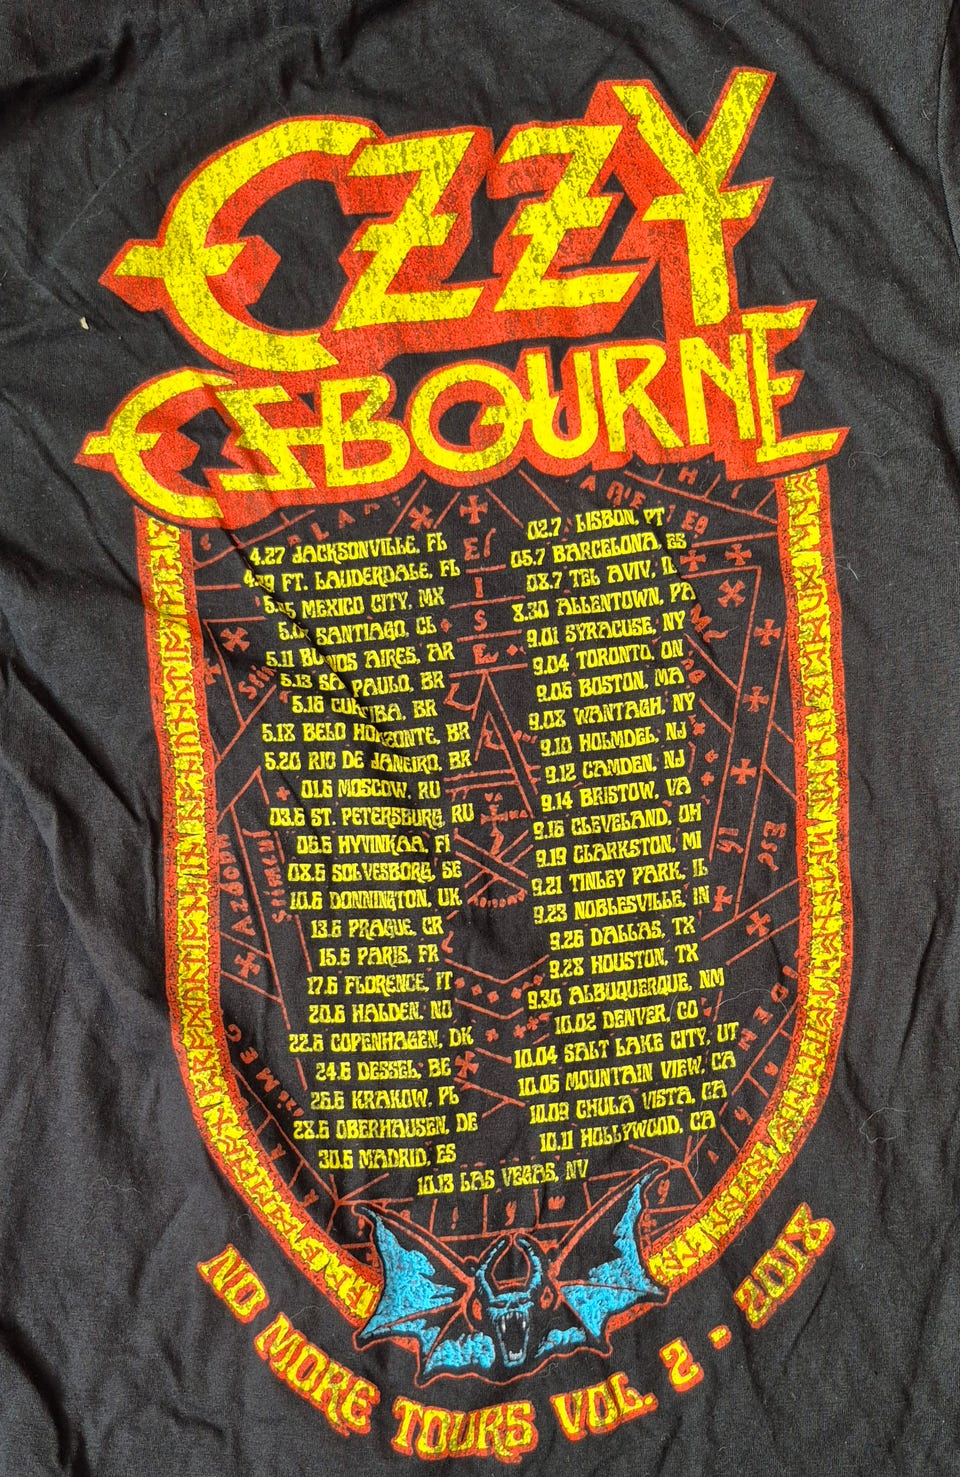 OZZY
OSBOURNE
4.27 JACKSONVILLE, FL
FT. LAUDERDALE, FL
MEXICO CITY, MX
SANTIAGO, CL
5.11 BUENOS AIRES, AR
5.13 SAO PAULO, BR
5.16 CURITIBA, BR
5.18 BELO HORIZONTE, BR
5.20 RIO DE JANEIRO, BR
01.6 MOSCOW, RU
03.6 ST. PETERSBURG, RU
06.6 HYVINKAA, FI
08.6 SOLVESBORG, SE
10.6 DONNINGTON, UK
13.6 PRAGUE, CR
15.6 PARIS, FR
17.6 FLORENCE, IT
20.6 HALDEN, NO
22.6 COPENHAGEN, DK
24.6 DESSEL, BE
26.6 KRAKOW, PL
28.6 OBERHAUSEN, DE
30.6 MADRID, ES
02.7 LISBON, PT
05.7 BARCELONA, ES
08.7 TEL AVIV, IL
8.30 ALLENTOWN, PA
9.01 SYRACUSE, NY
9.04 TORONTO, ON
9.06 BOSTON, MA
9.08 WANTAGH, NY
9.10 HOLMDEL, NJ
9.12 CAMDEN, NJ
9.14 BRISTOW, VA
9.16 CLEVELAND, OH
9.19 CLARKSTON, MI
9.21 TINLEY PARK, IL
9.23 NOBLESVILLE, IN
9.26 DALLAS, TX
9.28 HOUSTON, TX
9.30 ALBUQUERQUE, NM
10.02 DENVER, CO
10.04 SALT LAKE CITY, UT
10.06 MOUNTAIN VIEW, CA
10.09 CHULA VISTA, CA
10.11 HOLLYWOOD, CA
10.13 LAS VEGAS, NV
NO MORE TOURS VOL. 2 - 2018